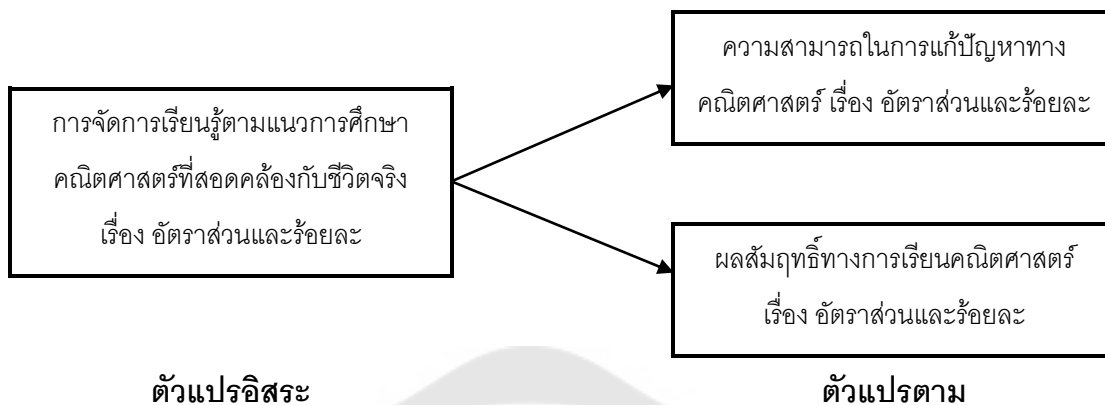 ความสามารถในการแก้ปัญหาทาง
คณิตศาสตร์ เรื่อง อัตราส่วนและร้อยละ
การจัดการเรียนรู้ตามแนวการศึกษา
คณิตศาสตร์ที่สอดคล้องกับชีวิตจริง
เรื่อง อัตราส่วนและร้อยละ
ผลสัมฤทธิ์ทางการเรียนคณิตศาสตร์
เรื่อง อัตราส่วนและร้อยละ
ตัวแปรอิสระ
ตัวแปรตาม